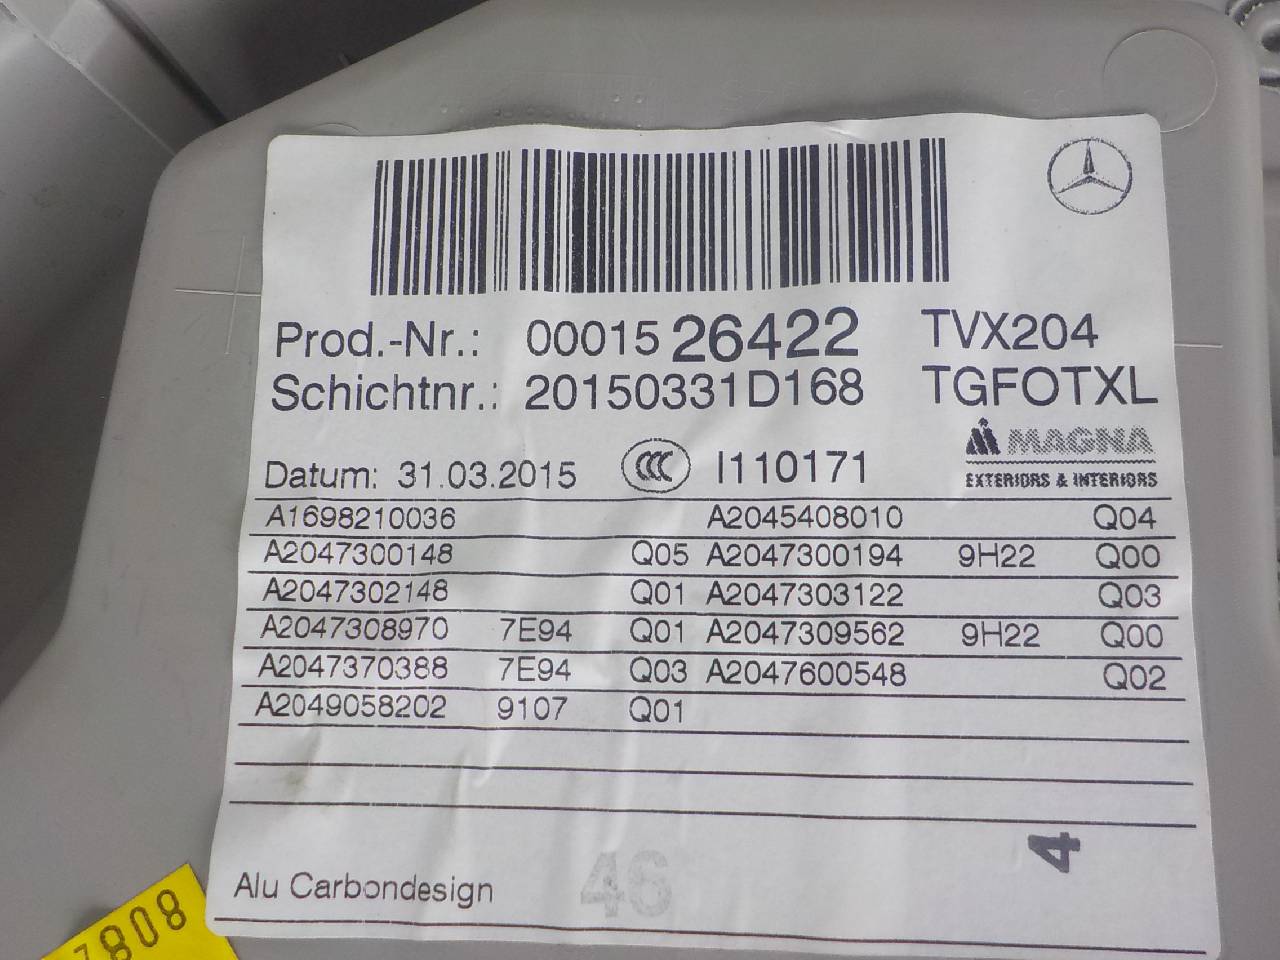 Prod.-Nr.: 00015 26422 TVX204
Schichtnr.: 20150331D168 TGFOTXL
MAGNA
Datum: 31.03.2015 CCC I110171 EXTERIORS & INTERIORS
A1698210036 A2045408010 Q04
A2047300148 Q05 A2047300194 9H22 Q00
A2047302148 Q01 A2047303122 Q03
A2047308970 7E94 Q01 A2047309562 9H22 Q00
A2047370388 7E94 Q03 A2047600548 Q02
A2049058202 9107 Q01
4
Alu Carbondesign 46
7808